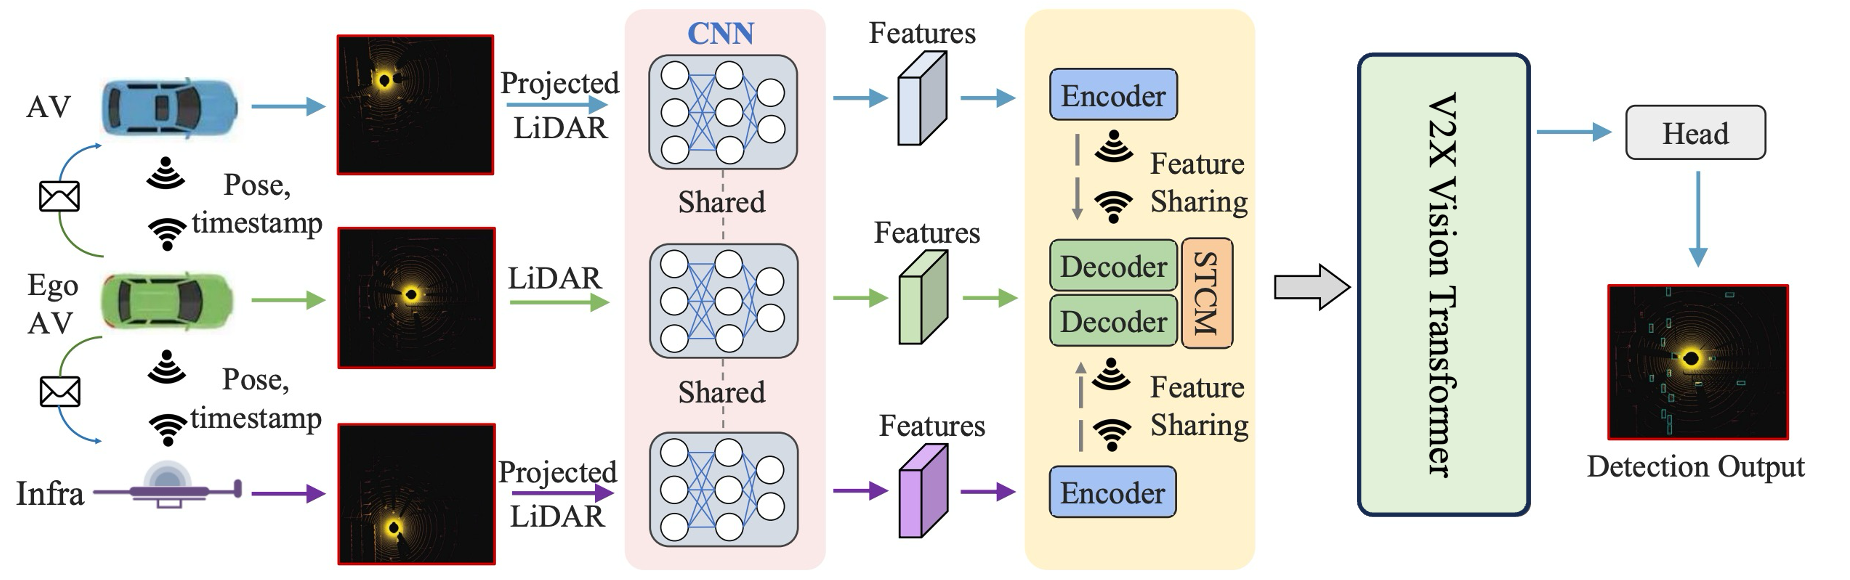 AV
Pose,
timestamp
Ego
AV
Pose,
timestamp
Infra
Projected
LiDAR
LiDAR
Projected
LiDAR
CNN
Shared
Shared
Features
Features
Features
Encoder
Feature
Sharing
Decoder
Decoder
STCM
Feature
Sharing
Encoder
V2X Vision Transformer
Head
Detection Output